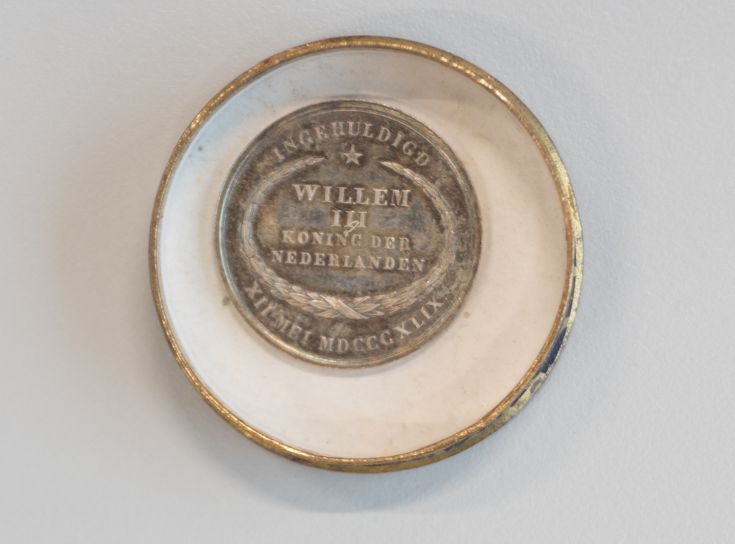 INGEHULDIGD
WILLEM
III
KONING DER
NEDERLANDEN
XII MEI MDCCCXLIX